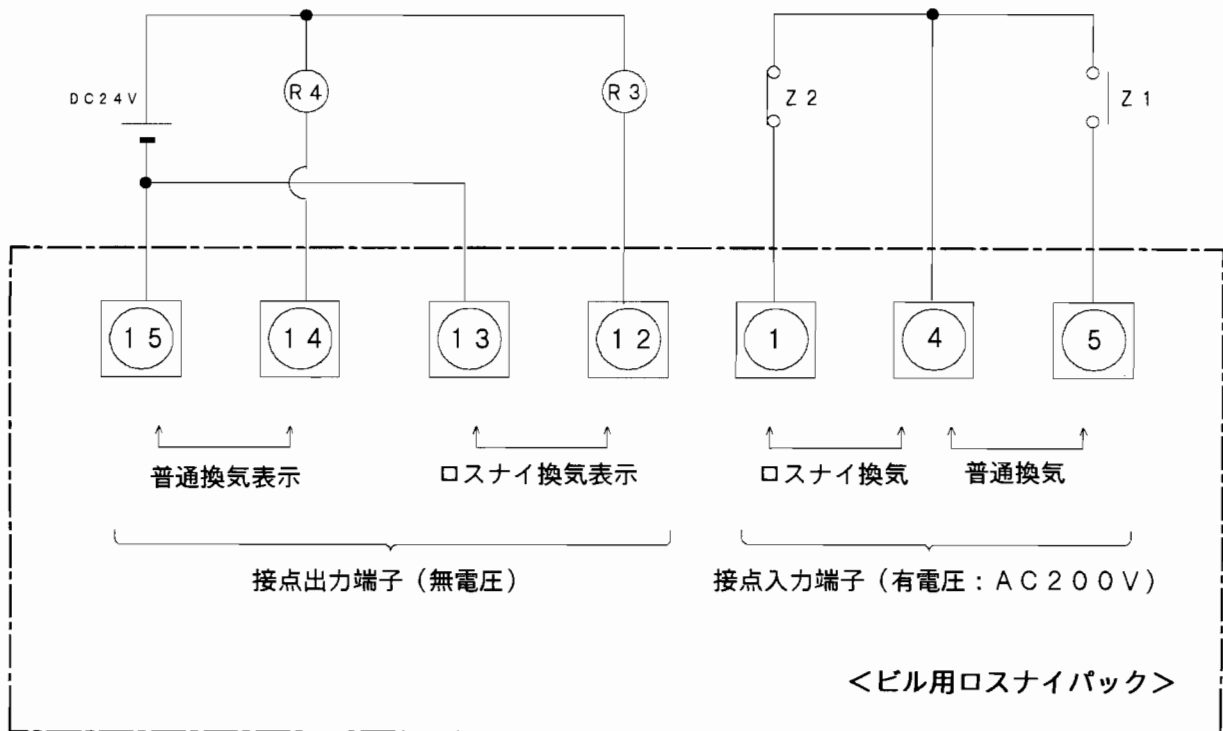 DC24V
R4
R3
Z2
Z1
15
14
13
12
1
4
5
普通換気表示
ロスナイ換気表示
ロスナイ換気
普通換気
接点出力端子（無電圧）
接点入力端子（有電圧：AC200V）
＜ビル用ロスナイパック＞